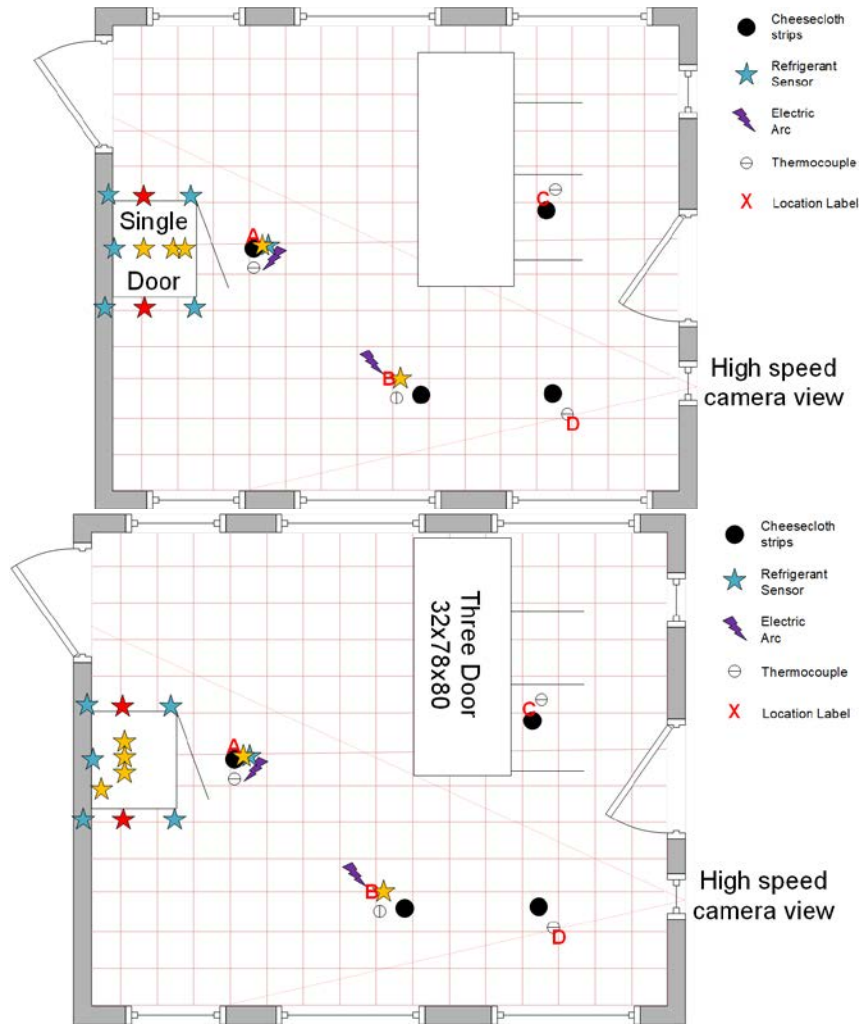 Cheesecloth
strips
Refrigerant
Sensor
Electric
Arc
Thermocouple
X Location Label
Single
Door
A
C
B
D
High speed
camera view
Cheesecloth
strips
Refrigerant
Sensor
Electric
Arc
Thermocouple
X Location Label
Three Door
32x78x80
A
C
B
D
High speed
camera view